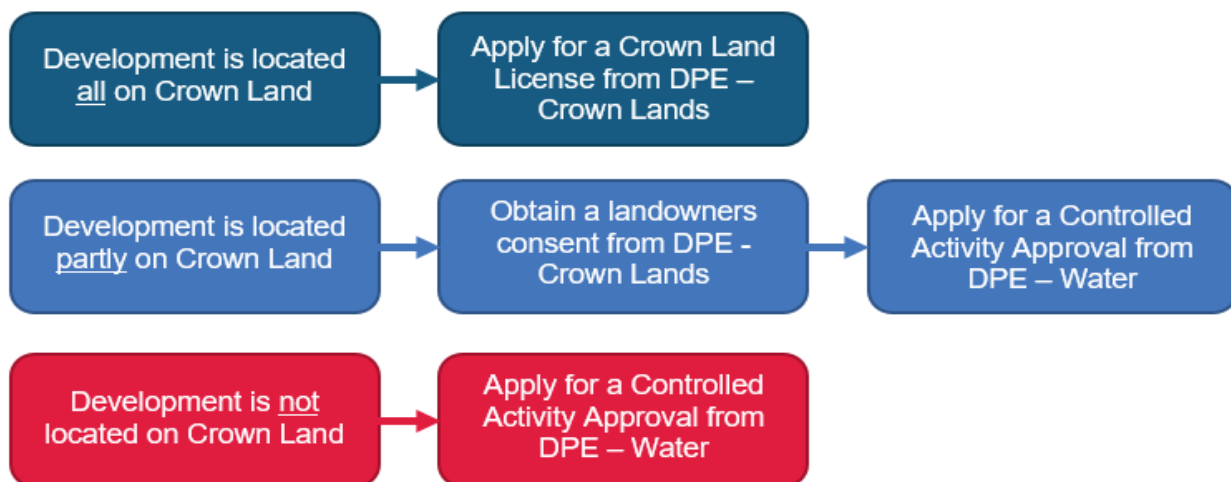 Development is located
all on Crown Land
Apply for a Crown Land
License from DPE –
Crown Lands
Development is located
partly on Crown Land
Obtain a landowners
consent from DPE -
Crown Lands
Apply for a Controlled
Activity Approval from
DPE – Water
Development is not
located on Crown Land
Apply for a Controlled
Activity Approval from
DPE – Water